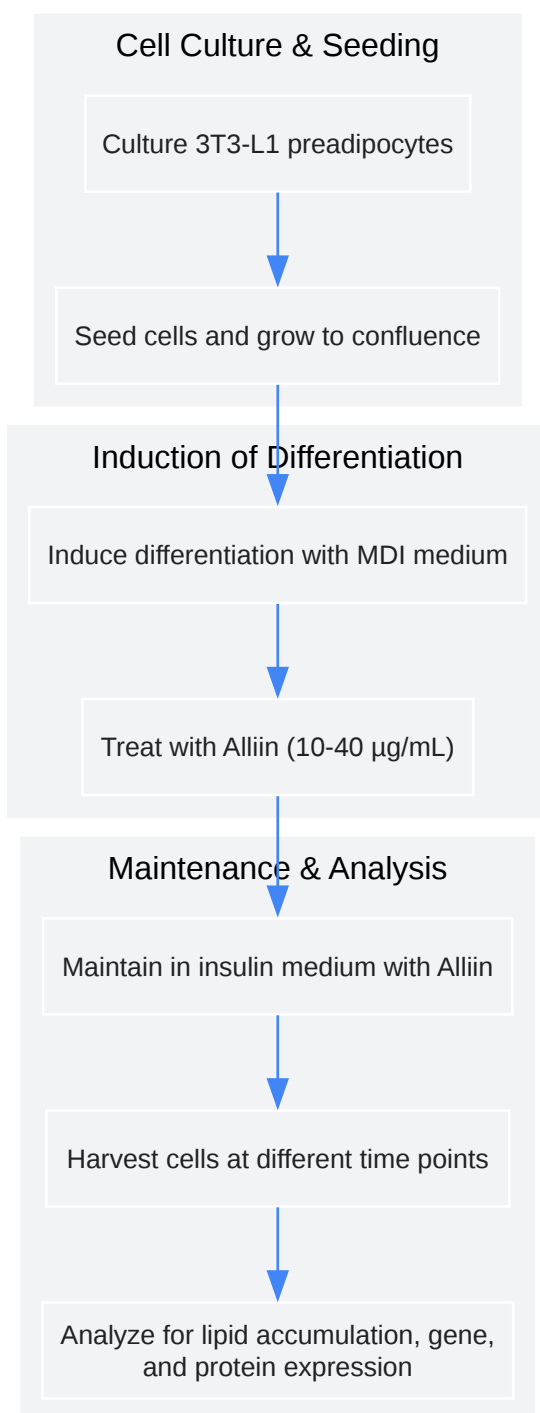 Cell Culture & Seeding
Culture 3T3-L1 preadipocytes
Seed cells and grow to confluence
Induction of Differentiation
Induce differentiation with MDI medium
Treat with Alliin (10-40 µg/mL)
Maintenance & Analysis
Maintain in insulin medium with Alliin
Harvest cells at different time points
Analyze for lipid accumulation, gene,
and protein expression